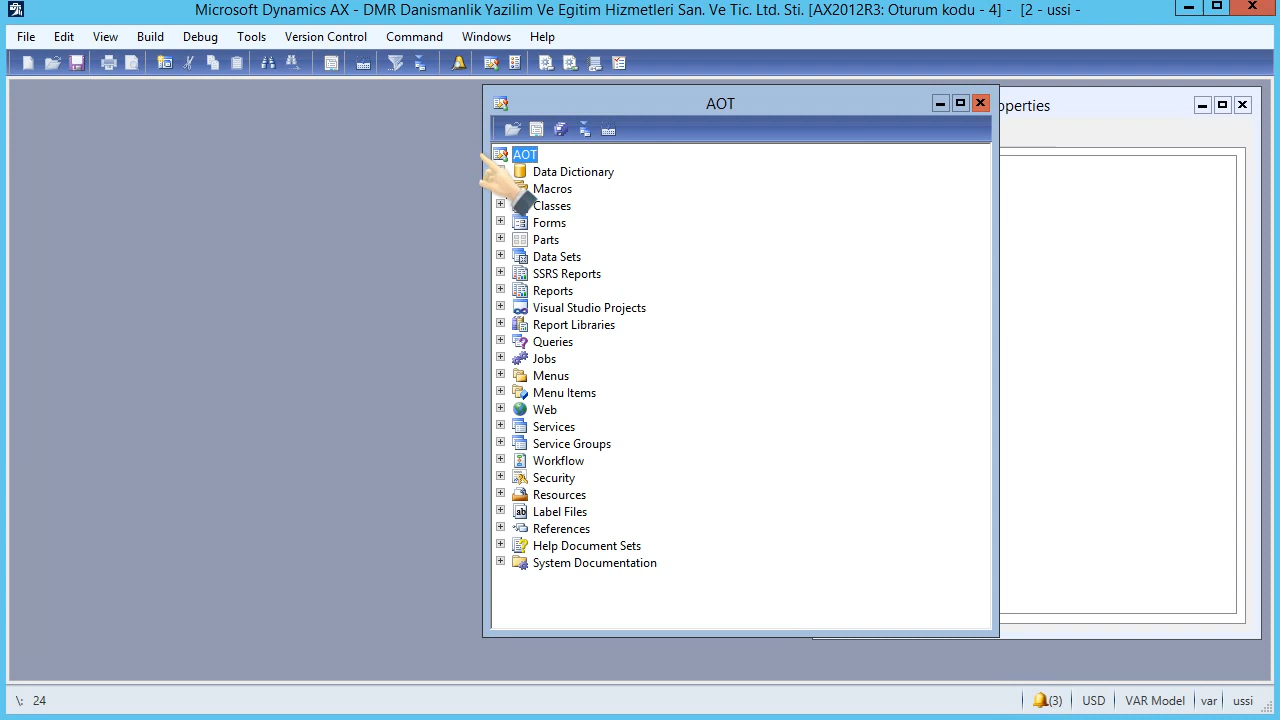 Microsoft Dynamics AX - DMR Danismanlik Yazilim Ve Egitim Hizmetleri San. Ve Tic. Ltd. Sti. [AX2012R3: Oturum kodu - 4] - [2 - ussi -
File Edit View Build Debug Tools Version Control Command Windows Help
AOT
operties
AOT
Data Dictionary
Macros
Classes
Forms
Parts
Data Sets
SSRS Reports
Reports
Visual Studio Projects
Report Libraries
Queries
Jobs
Menus
Menu Items
Web
Services
Service Groups
Workflow
Security
Resources
Label Files
References
Help Document Sets
System Documentation
\: 24 (3) USD VAR Model var ussi